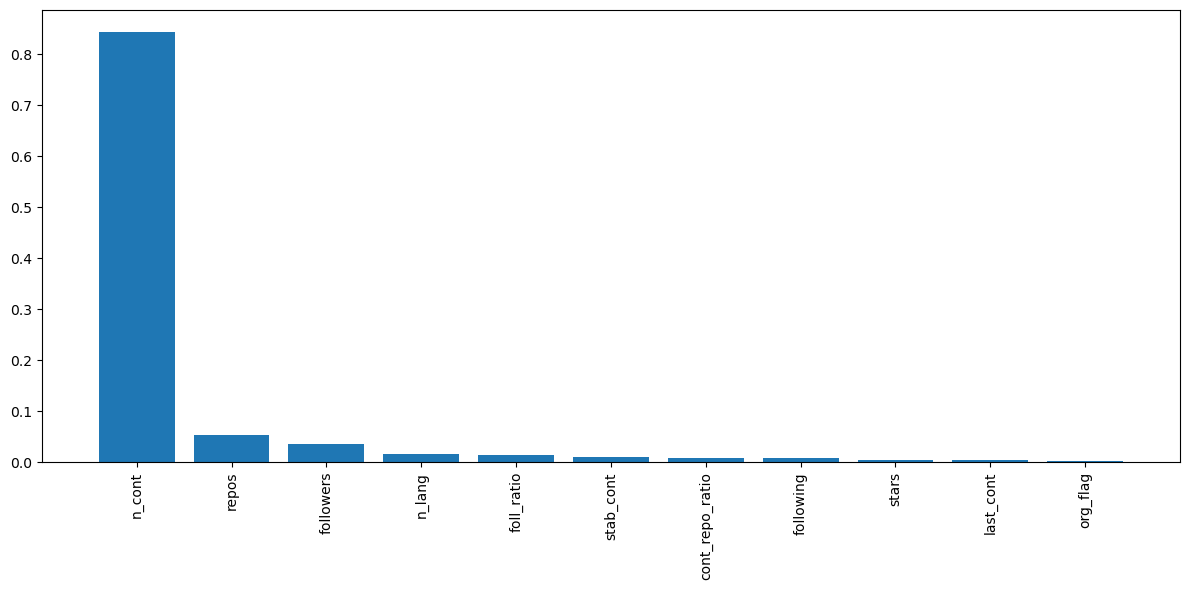 0.8
0.7
0.6
0.5
0.4
0.3
0.2
0.1
0.0
n_cont
repos
followers
n_lang
foll_ratio
stab_cont
cont_repo_ratio
following
stars
last_cont
org_flag